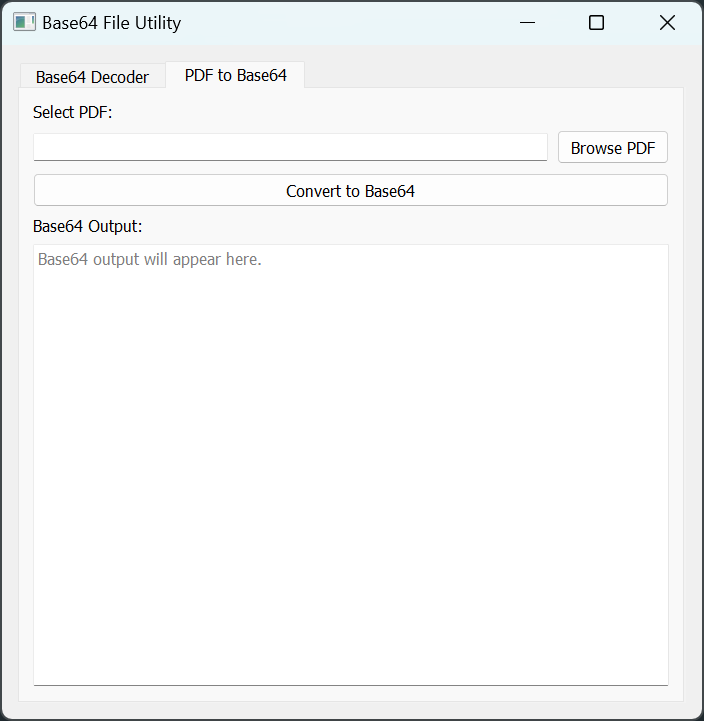 Base64 File Utility
Base64 Decoder PDF to Base64
Select PDF:
Browse PDF
Convert to Base64
Base64 Output:
Base64 output will appear here.